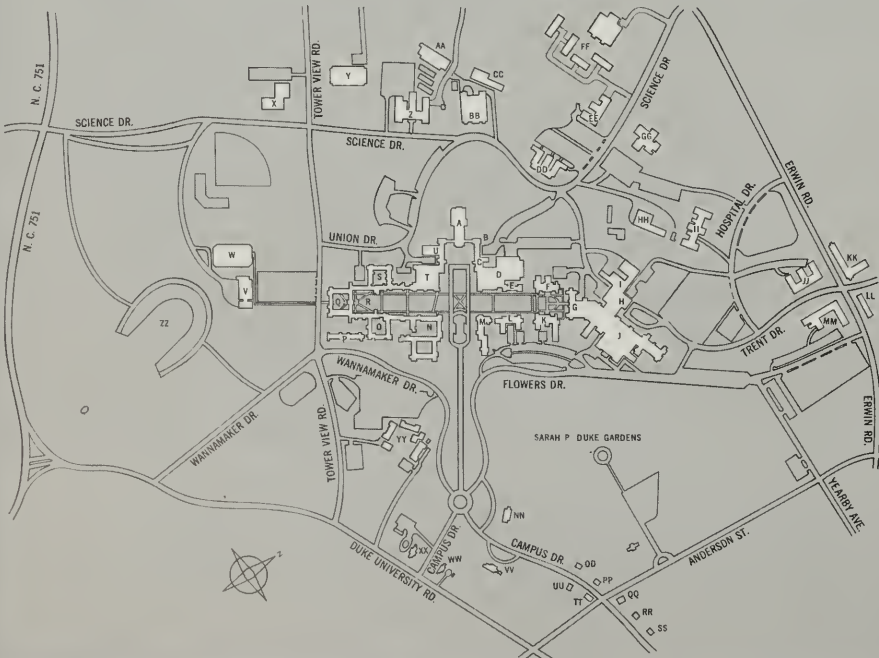 N. C. 751
SCIENCE DR.
TOWER VIEW RD.
X
Y
AA
Z
CC
BB
SCIENCE DR.
FF
EE
SCIENCE DR
GG
DD
ERWIN RD.
HOSPITAL DR.
HH
II
JJ
KK
LL
MM
TRENT DR.
ERWIN RD.
N. C. 751
UNION DR.
W
V
ZZ
A
B
U
C
T
D
S
E
F
Q
R
G
I
H
O
N
M
K
J
P
WANNAMAKER DR.
FLOWERS DR.
WANNAMAKER DR.
TOWER VIEW RD.
YY
SARAH P DUKE GARDENS
YEARBY AVE.
ANDERSON ST.
NN
XX
WW
CAMPUS DR.
VV
CAMPUS DR.
OD
PP
UU
TT
QQ
RR
SS
DUKE UNIVERSITY RD.
Z